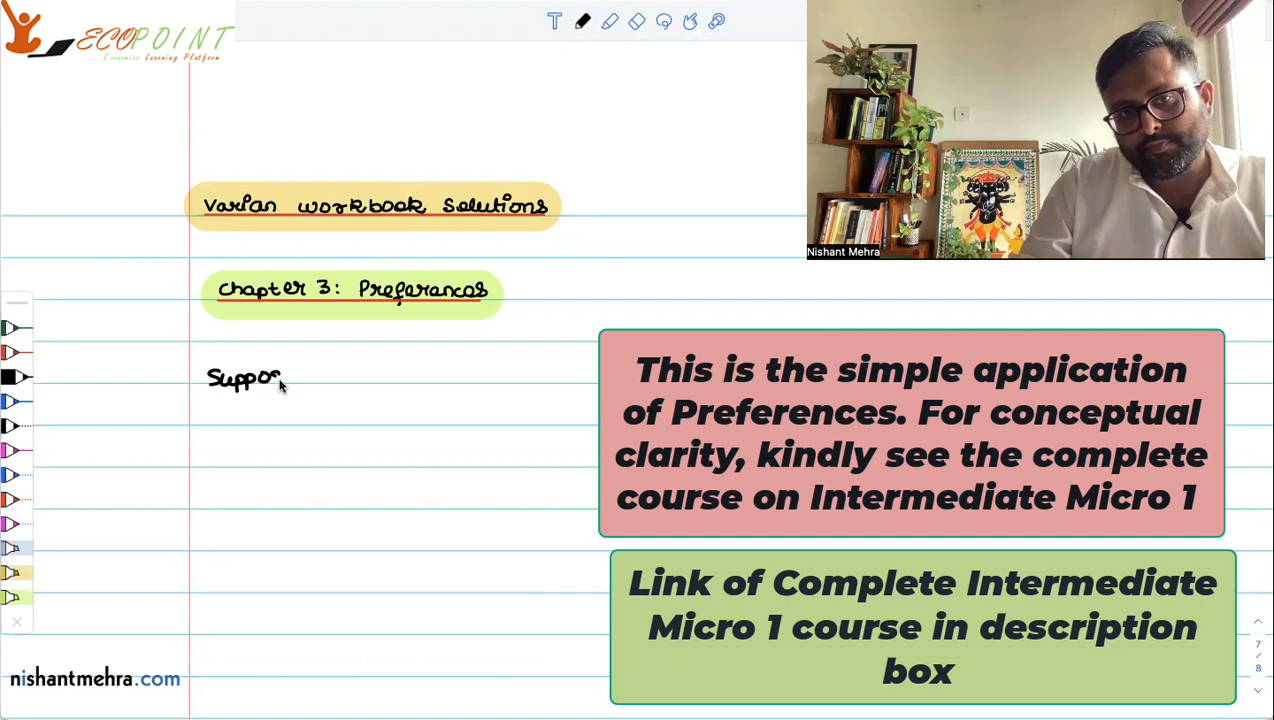 ECOPOINT
Economics Learning Platform
Varian workbook Solutions
Chapter 3: Preferences
Suppor
Nishant Mehra
This is the simple application
of Preferences. For conceptual
clarity, kindly see the complete
course on Intermediate Micro 1
Link of Complete Intermediate
Micro 1 course in description
box
7
8
nishantmehra.com